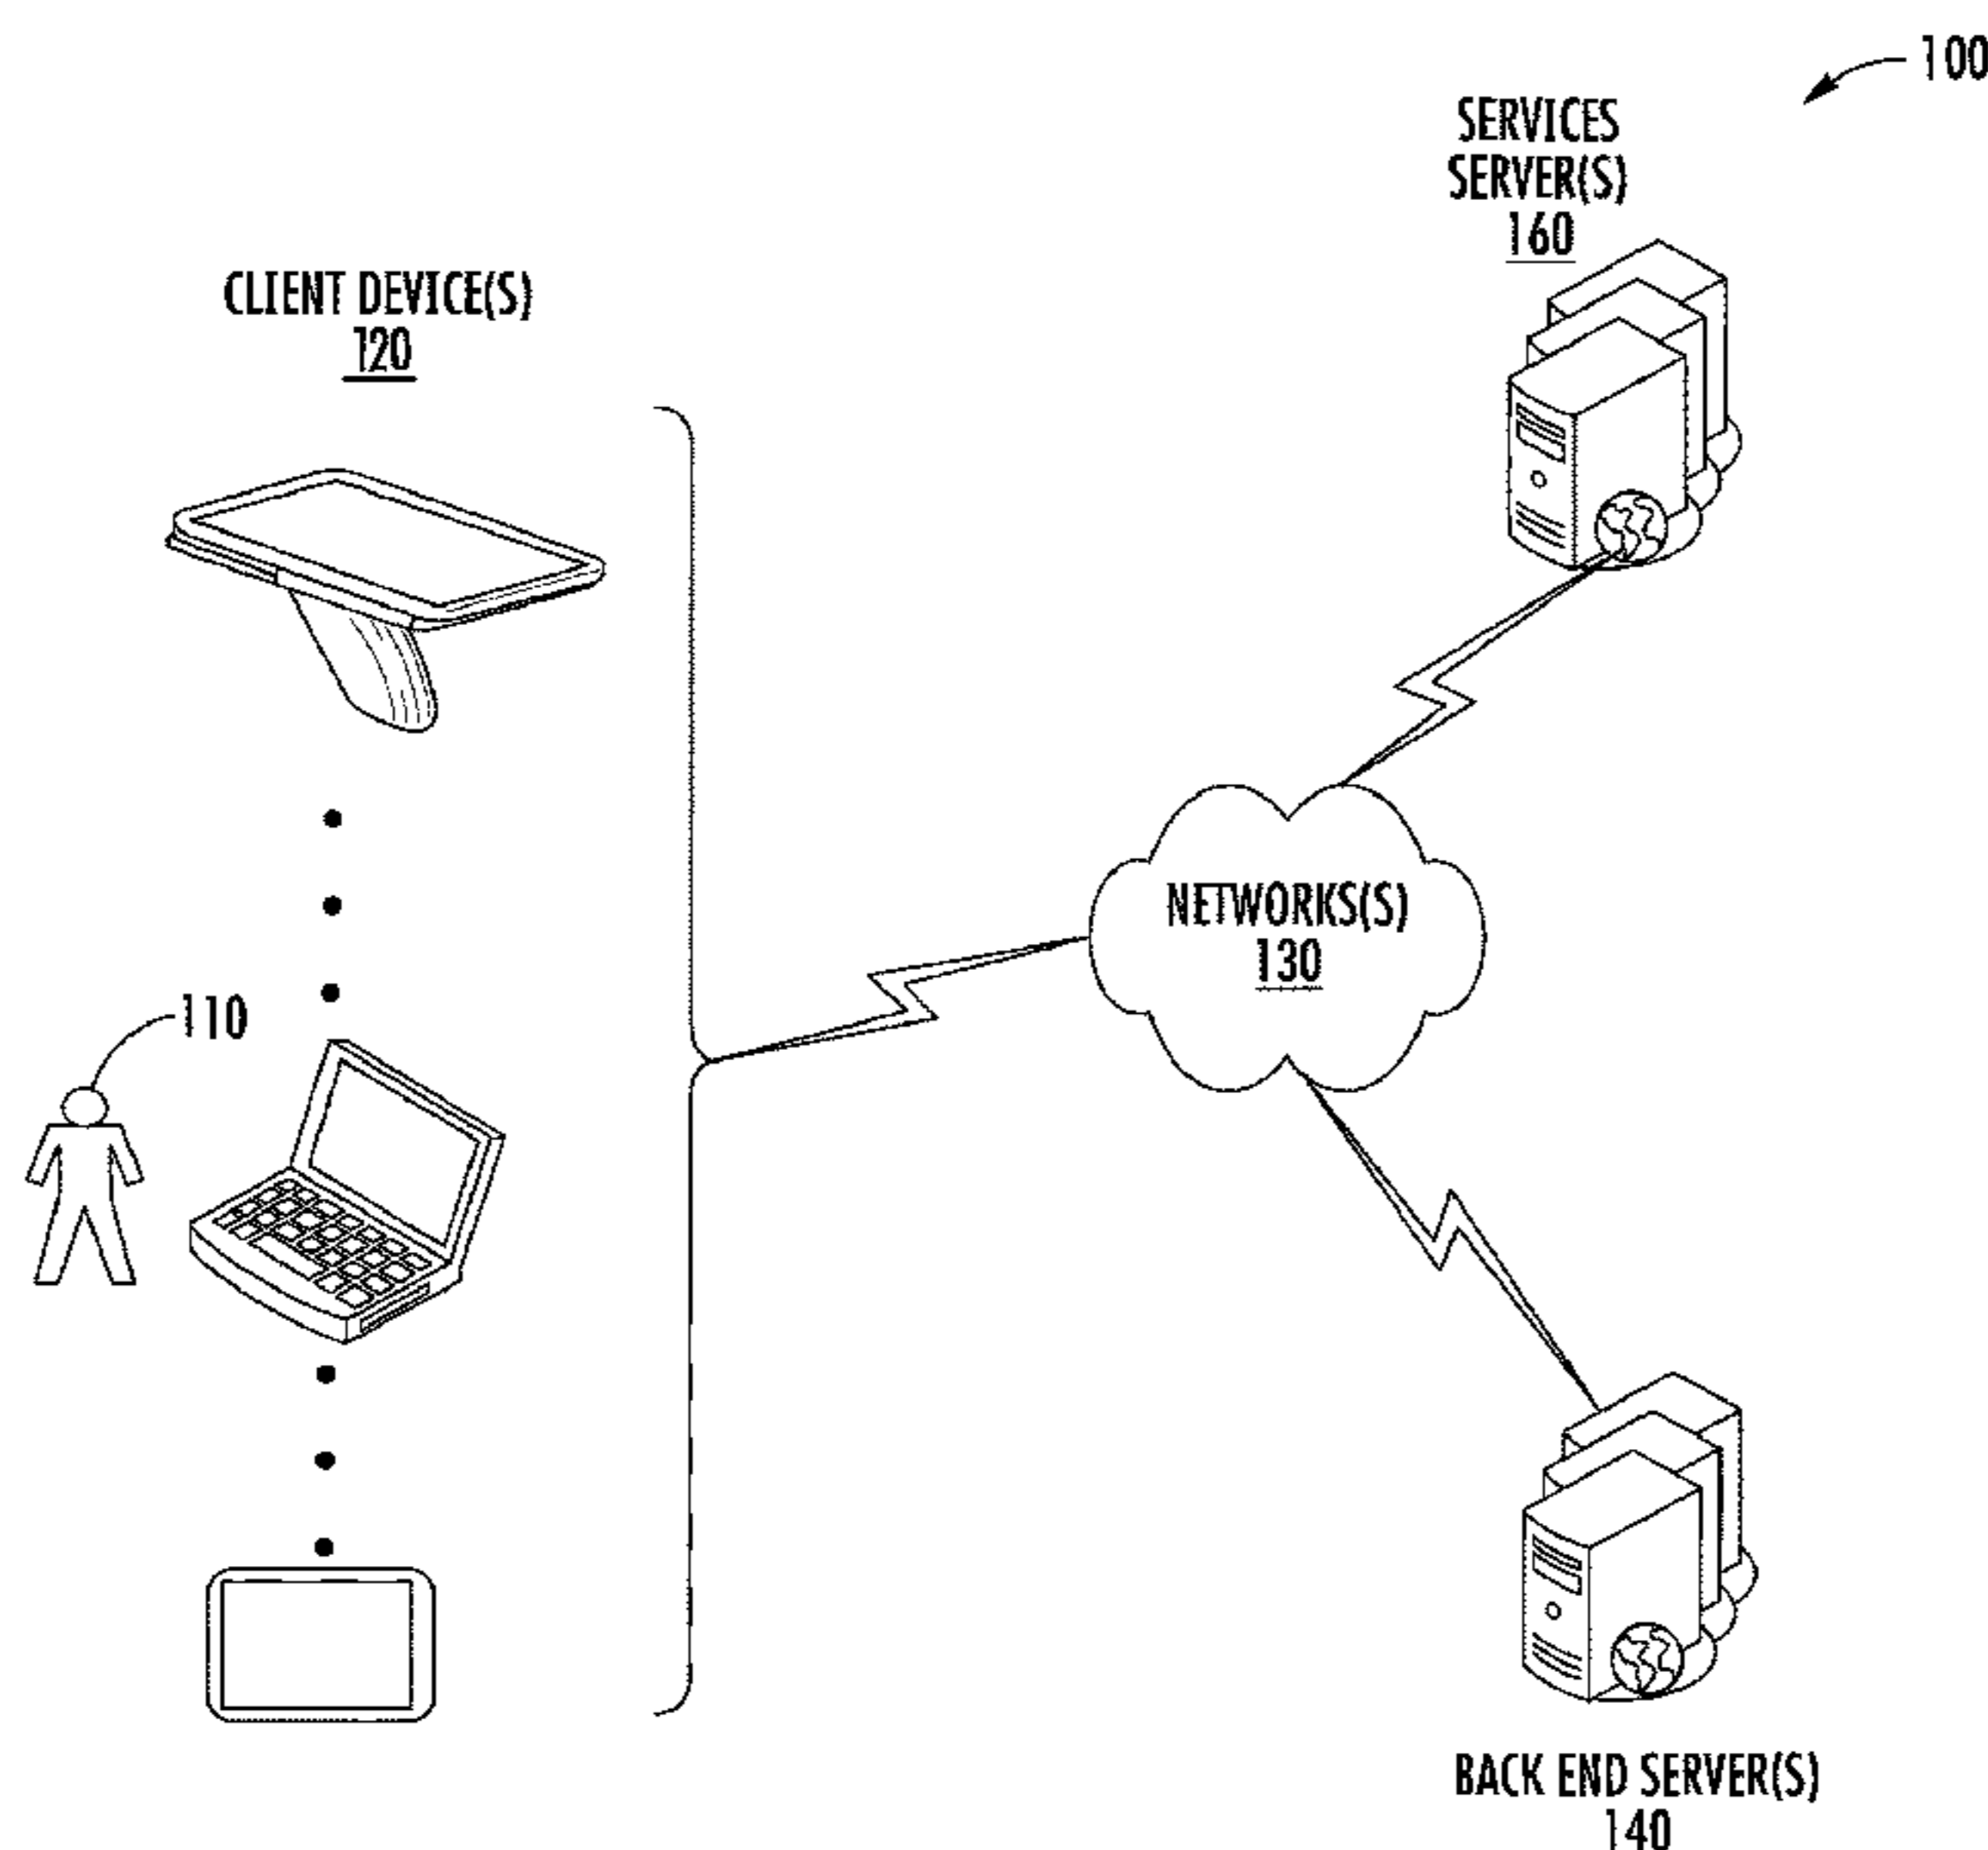 100
SERVICES
SERVER(S)
160
CLIENT DEVICE(S)
120
NETWORKS(S)
130
110
BACK END SERVER(S)
140